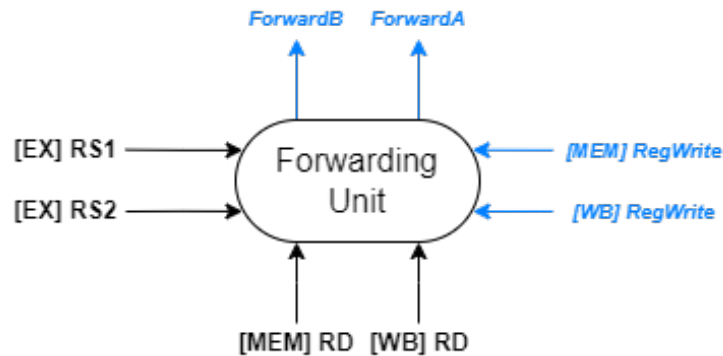 ForwardB ForwardA
[EX] RS1
[MEM] RegWrite
Forwarding
Unit
[EX] RS2
[WB] RegWrite
[MEM] RD [WB] RD